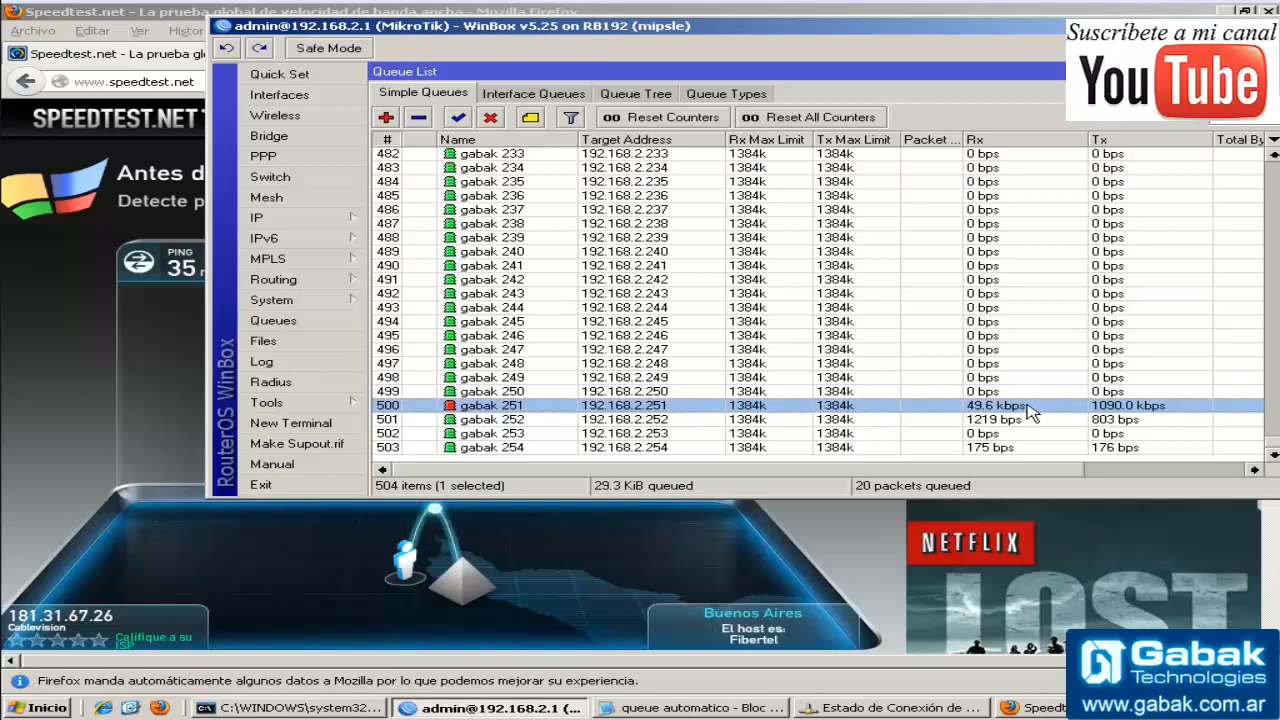 Speedtest.net - La prueba global de velocidad de banda ancha - Mozilla Firefox
Archivo Editar Ver Histor
Speedtest.net - La prueba glo
www.speedtest.net
SPEEDTEST.NET
Antes d
Detecte p
PING
35
admin@192.168.2.1 (MikroTik) - WinBox v5.25 on RB192 (mipsle)
Safe Mode
RouterOS WinBox
Quick Set
Interfaces
Wireless
Bridge
PPP
Switch
Mesh
IP
IPv6
MPLS
Routing
System
Queues
Files
Log
Radius
Tools
New Terminal
Make Supout.rif
Manual
Exit
Queue List
Simple Queues Interface Queues Queue Tree Queue Types
00 Reset Counters 00 Reset All Counters
# Name Target Address Rx Max Limit Tx Max Limit Packet ... Rx Tx Total By
482 gabak 233 192.168.2.233 1384k 1384k 0 bps 0 bps
483 gabak 234 192.168.2.234 1384k 1384k 0 bps 0 bps
484 gabak 235 192.168.2.235 1384k 1384k 0 bps 0 bps
485 gabak 236 192.168.2.236 1384k 1384k 0 bps 0 bps
486 gabak 237 192.168.2.237 1384k 1384k 0 bps 0 bps
487 gabak 238 192.168.2.238 1384k 1384k 0 bps 0 bps
488 gabak 239 192.168.2.239 1384k 1384k 0 bps 0 bps
489 gabak 240 192.168.2.240 1384k 1384k 0 bps 0 bps
490 gabak 241 192.168.2.241 1384k 1384k 0 bps 0 bps
491 gabak 242 192.168.2.242 1384k 1384k 0 bps 0 bps
492 gabak 243 192.168.2.243 1384k 1384k 0 bps 0 bps
493 gabak 244 192.168.2.244 1384k 1384k 0 bps 0 bps
494 gabak 245 192.168.2.245 1384k 1384k 0 bps 0 bps
495 gabak 246 192.168.2.246 1384k 1384k 0 bps 0 bps
496 gabak 247 192.168.2.247 1384k 1384k 0 bps 0 bps
497 gabak 248 192.168.2.248 1384k 1384k 0 bps 0 bps
498 gabak 249 192.168.2.249 1384k 1384k 0 bps 0 bps
499 gabak 250 192.168.2.250 1384k 1384k 0 bps 0 bps
500 gabak 251 192.168.2.251 1384k 1384k 49.6 kbps 1090.0 kbps
501 gabak 252 192.168.2.252 1384k 1384k 1219 bps 803 bps
502 gabak 253 192.168.2.253 1384k 1384k 0 bps 0 bps
503 gabak 254 192.168.2.254 1384k 1384k 175 bps 176 bps
504 items (1 selected) 29.3 KiB queued 20 packets queued
Suscríbete a mi canal
YouTube
181.31.67.26
Cablevision
Califique a su
ISP
Buenos Aires
El host es:
Fibertel
NETFLIX
LOST
Gabak
Technologies
www.gabak.com.ar
Firefox manda automáticamente algunos datos a Mozilla por lo que podemos mejorar su experiencia.
Inicio C:\WINDOWS\system32... admin@192.168.2.1 (... queue automatico - Bloc ... Estado de Conexión de ... Speedte